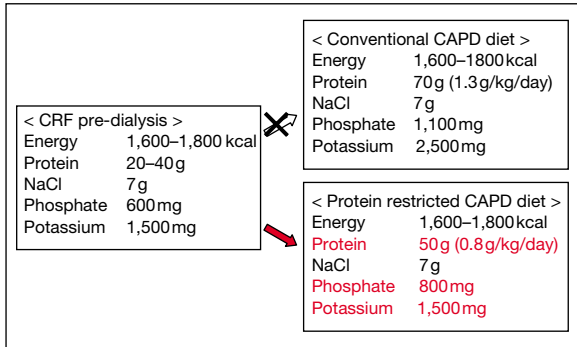 < Conventional CAPD diet >
Energy 1,600–1800 kcal
Protein 70 g (1.3 g/kg/day)
NaCl 7 g
Phosphate 1,100 mg
Potassium 2,500 mg
< CRF pre-dialysis >
Energy 1,600–1,800 kcal
Protein 20–40 g
NaCl 7 g
Phosphate 600 mg
Potassium 1,500 mg
< Protein restricted CAPD diet >
Energy 1,600–1,800 kcal
Protein 50 g (0.8 g/kg/day)
NaCl 7 g
Phosphate 800 mg
Potassium 1,500 mg